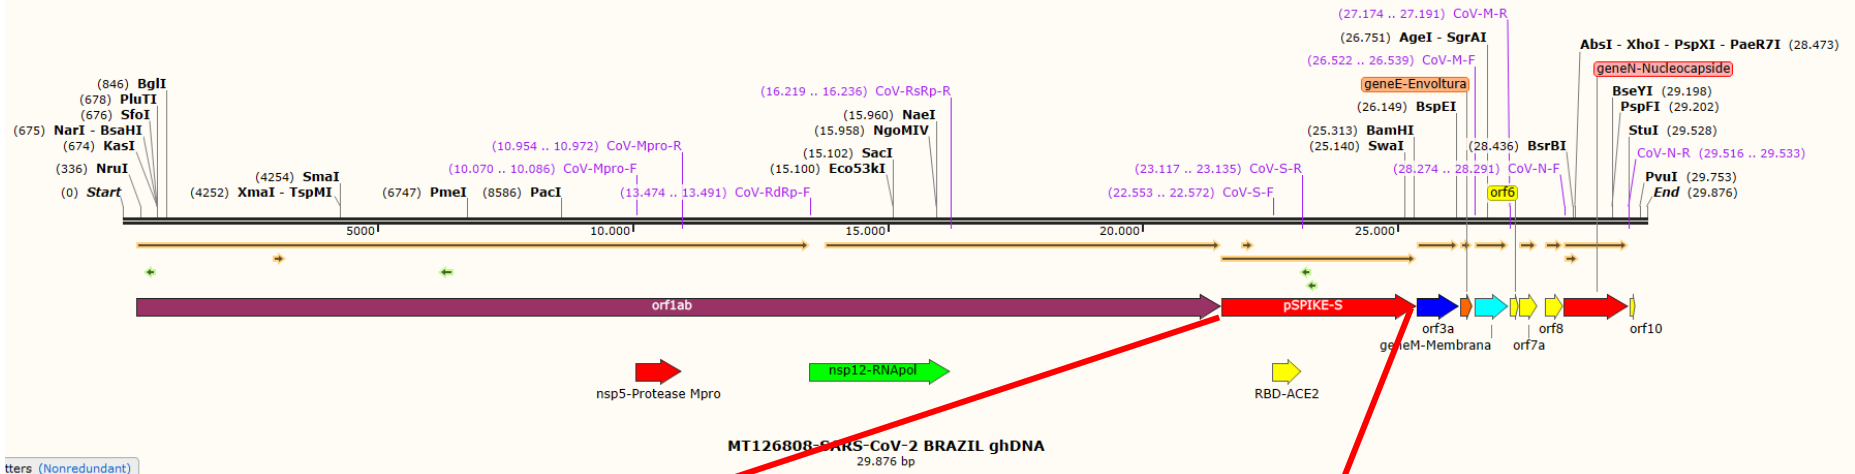 (27.174 .. 27.191) CoV-M-R
(26.751) AgeI - SgrAI
AbsI - XhoI - PspXI - PaeR7I (28.473)
(26.522 .. 26.539) CoV-M-F
geneN-Nucleocapside
(846) BglI
geneE-Envoltura
(16.219 .. 16.236) CoV-RsRp-R
BseYI (29.198)
(678) PluTI
(26.149) BspEI
PspFI (29.202)
(676) SfoI
(15.960) NaeI
(675) NarI - BsaHI
(15.958) NgoMIV
(25.313) BamHI
StuI (29.528)
(674) KasI
(10.954 .. 10.972) CoV-Mpro-R
(15.102) SacI
(25.140) SwaI
(28.436) BsrBI
CoV-N-R (29.516 .. 29.533)
(336) NruI
(10.070 .. 10.086) CoV-Mpro-F
(15.100) Eco53kI
(23.117 .. 23.135) CoV-S-R
(28.274 .. 28.291) CoV-N-F
(4254) SmaI
PvuI (29.753)
(0) Start
(4252) XmaI - TspMI
(6747) PmeI
(8586) PacI
(13.474 .. 13.491) CoV-RdRp-F
(22.553 .. 22.572) CoV-S-F
orf6
End (29.876)
5000
10.000
15.000
20.000
25.000
orf1ab
pSPIKE-S
orf3a
orf8
orf10
geneM-Membrana
orf7a
nsp12-RNApol
nsp5-Protease Mpro
RBD-ACE2
MT126808-SARS-CoV-2 BRAZIL ghDNA
29.876 bp
tters (Nonredundant)